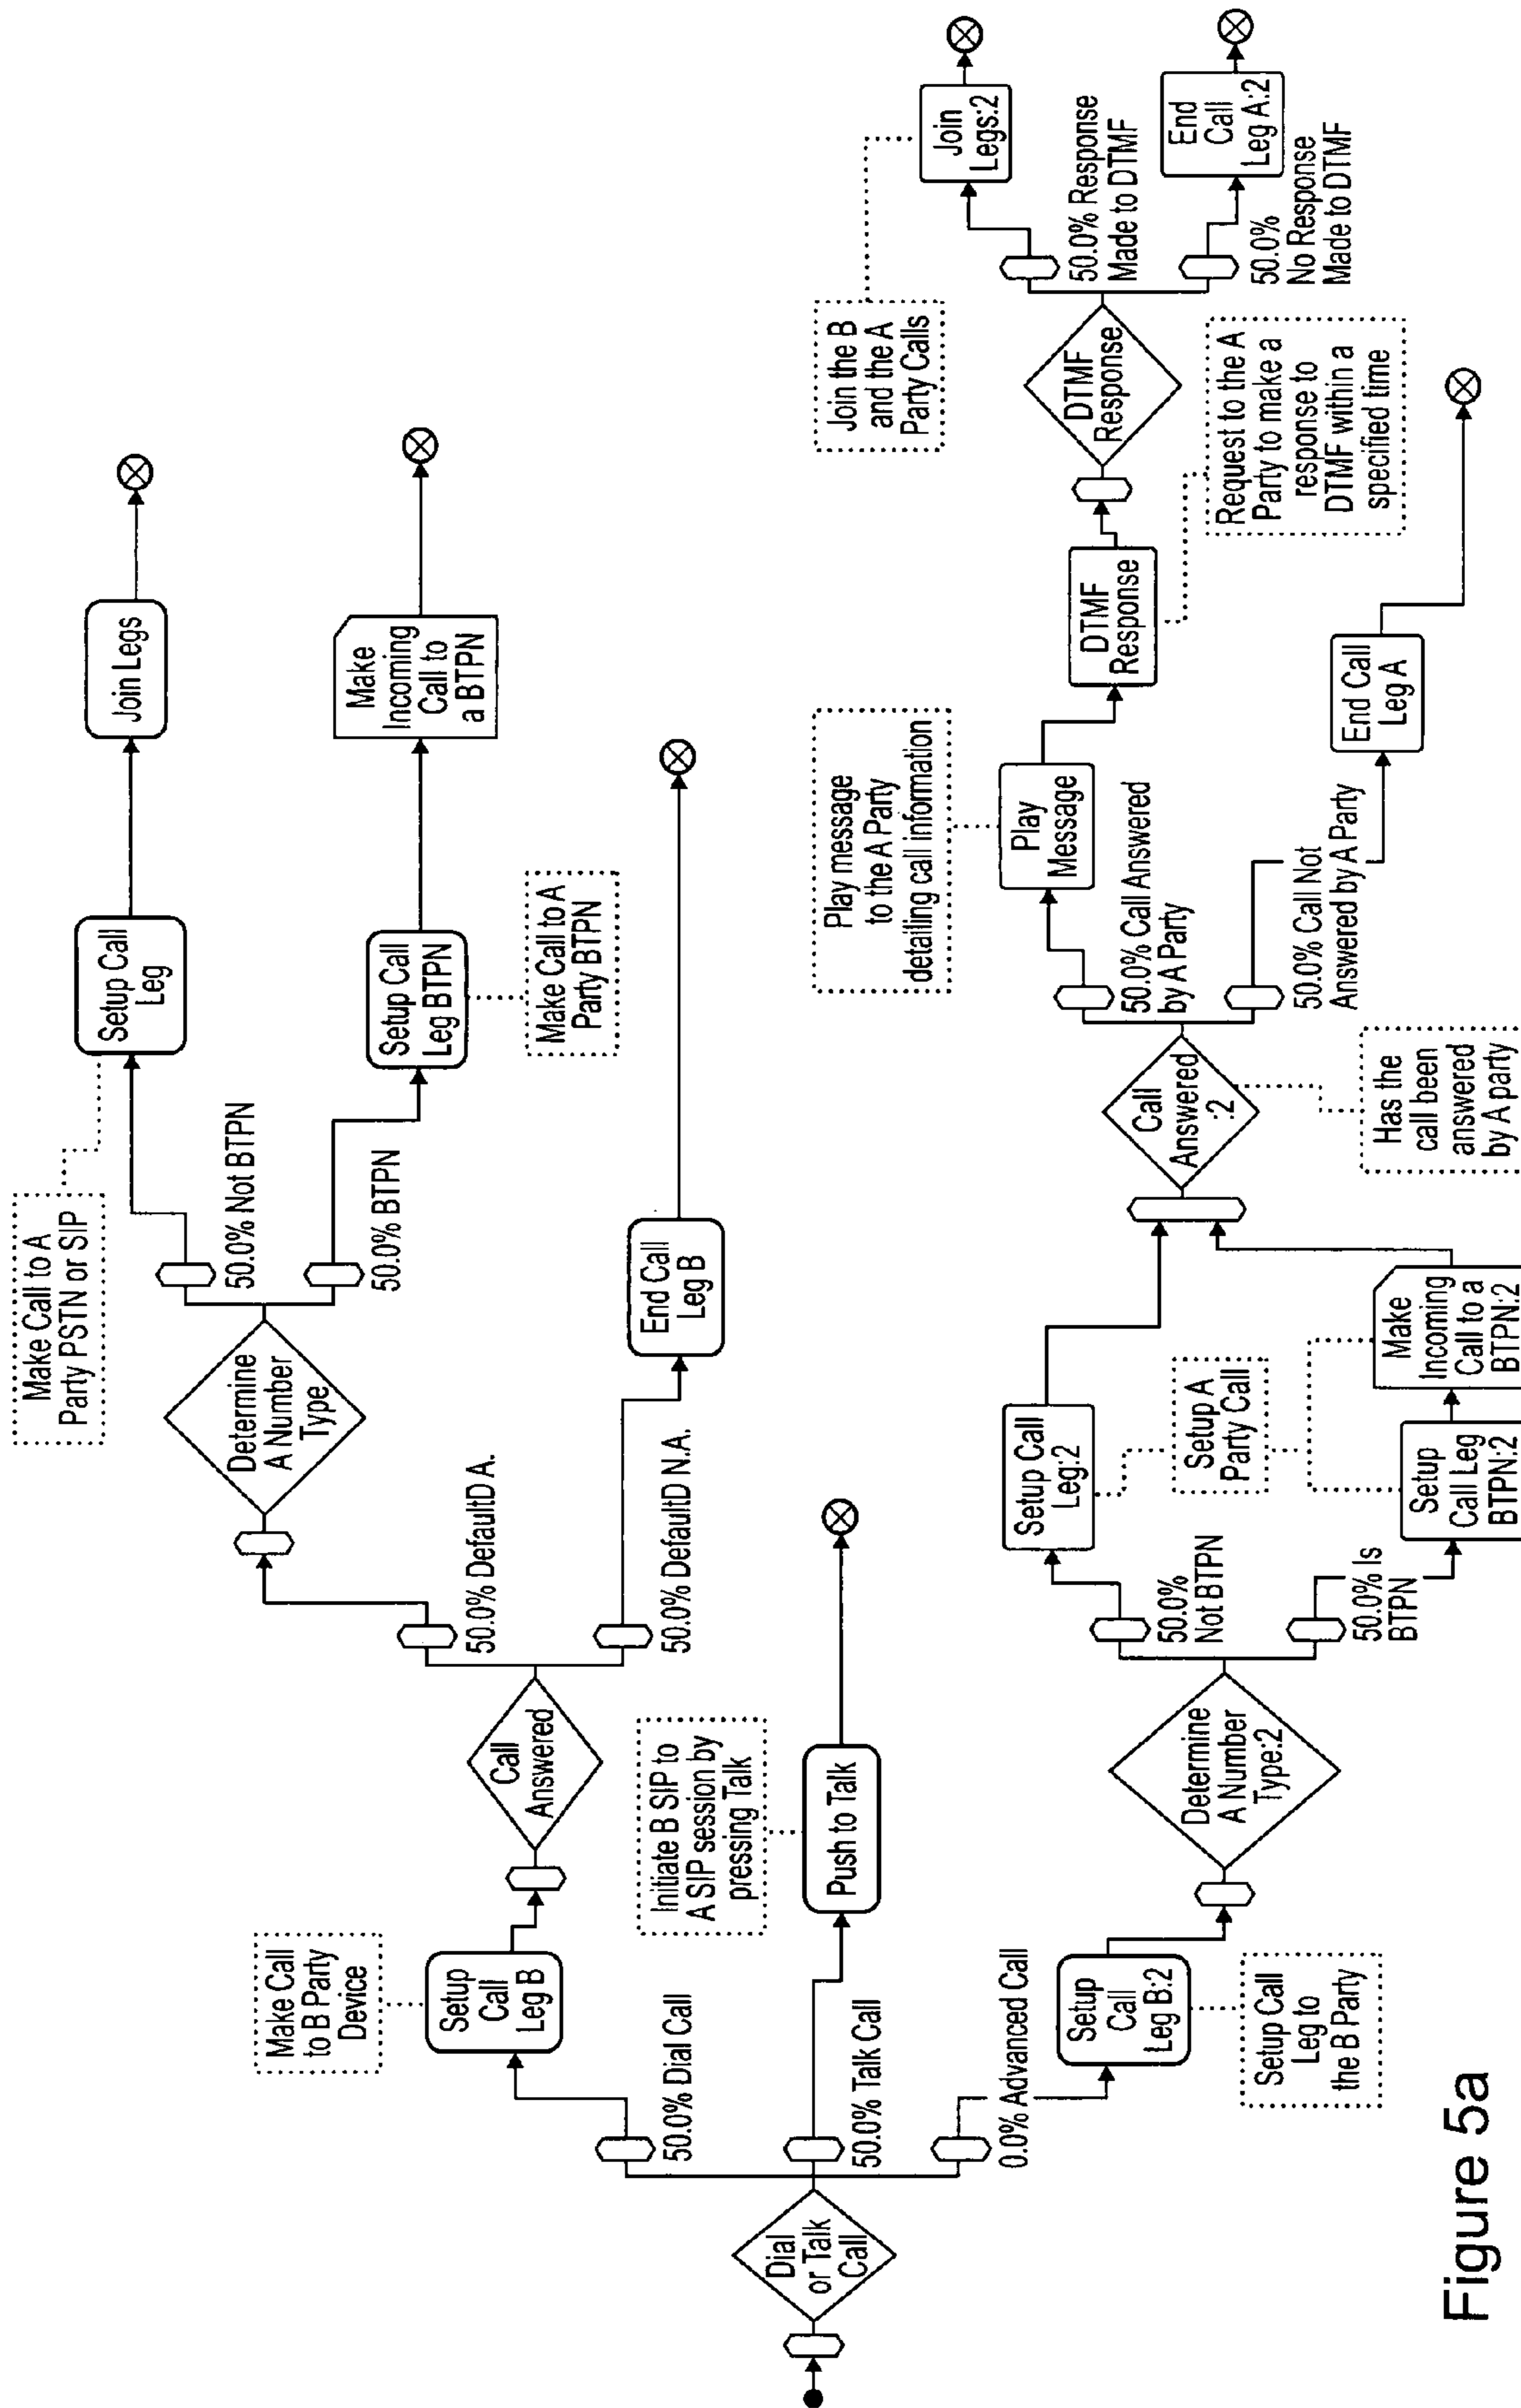 Dial
or Talk
Call
50.0% Dial Call
50.0% Talk Call
0.0% Advanced Call
Make Call
to B Party
Device
Setup
Call
Leg B
Call
Answered
50.0% DefaultD A.
50.0% DefaultD N.A.
Determine
A Number
Type
50.0% Not BTPN
50.0% BTPN
Make Call to A
Party PSTN or SIP
Setup Call
Leg
Join Legs
Setup Call
Leg BTPN
Make Call to A
Party BTPN
Make
Incoming
Call to
a BTPN
End Call
Leg B
Initiate B SIP to
A SIP session by
pressing Talk
Push to Talk
Setup
Call
Leg B:2
Setup Call
Leg to
the B Party
Determine
A Number
Type:2
50.0%
Not BTPN
50.0% Is
BTPN
Setup Call
Leg:2
Setup A
Party Call
Setup
Call Leg
BTPN:2
Make
Incoming
Call to a
BTPN:2
Call
Answered
:2
Has the
call been
answered
by A party
50.0% Call Answered
by A Party
50.0% Call Not
Answered by A Party
Play message
to the A Party
detailing call information
Play
Message
End Call
Leg A
DTMF
Response
Request to the A
Party to make a
response to
DTMF within a
specified time
DTMF
Response
50.0% Response
Made to DTMF
50.0%
No Response
Made to DTMF
Join the B
and the A
Party Calls
Join
Legs:2
End
Call
Leg A:2
Figure 5a